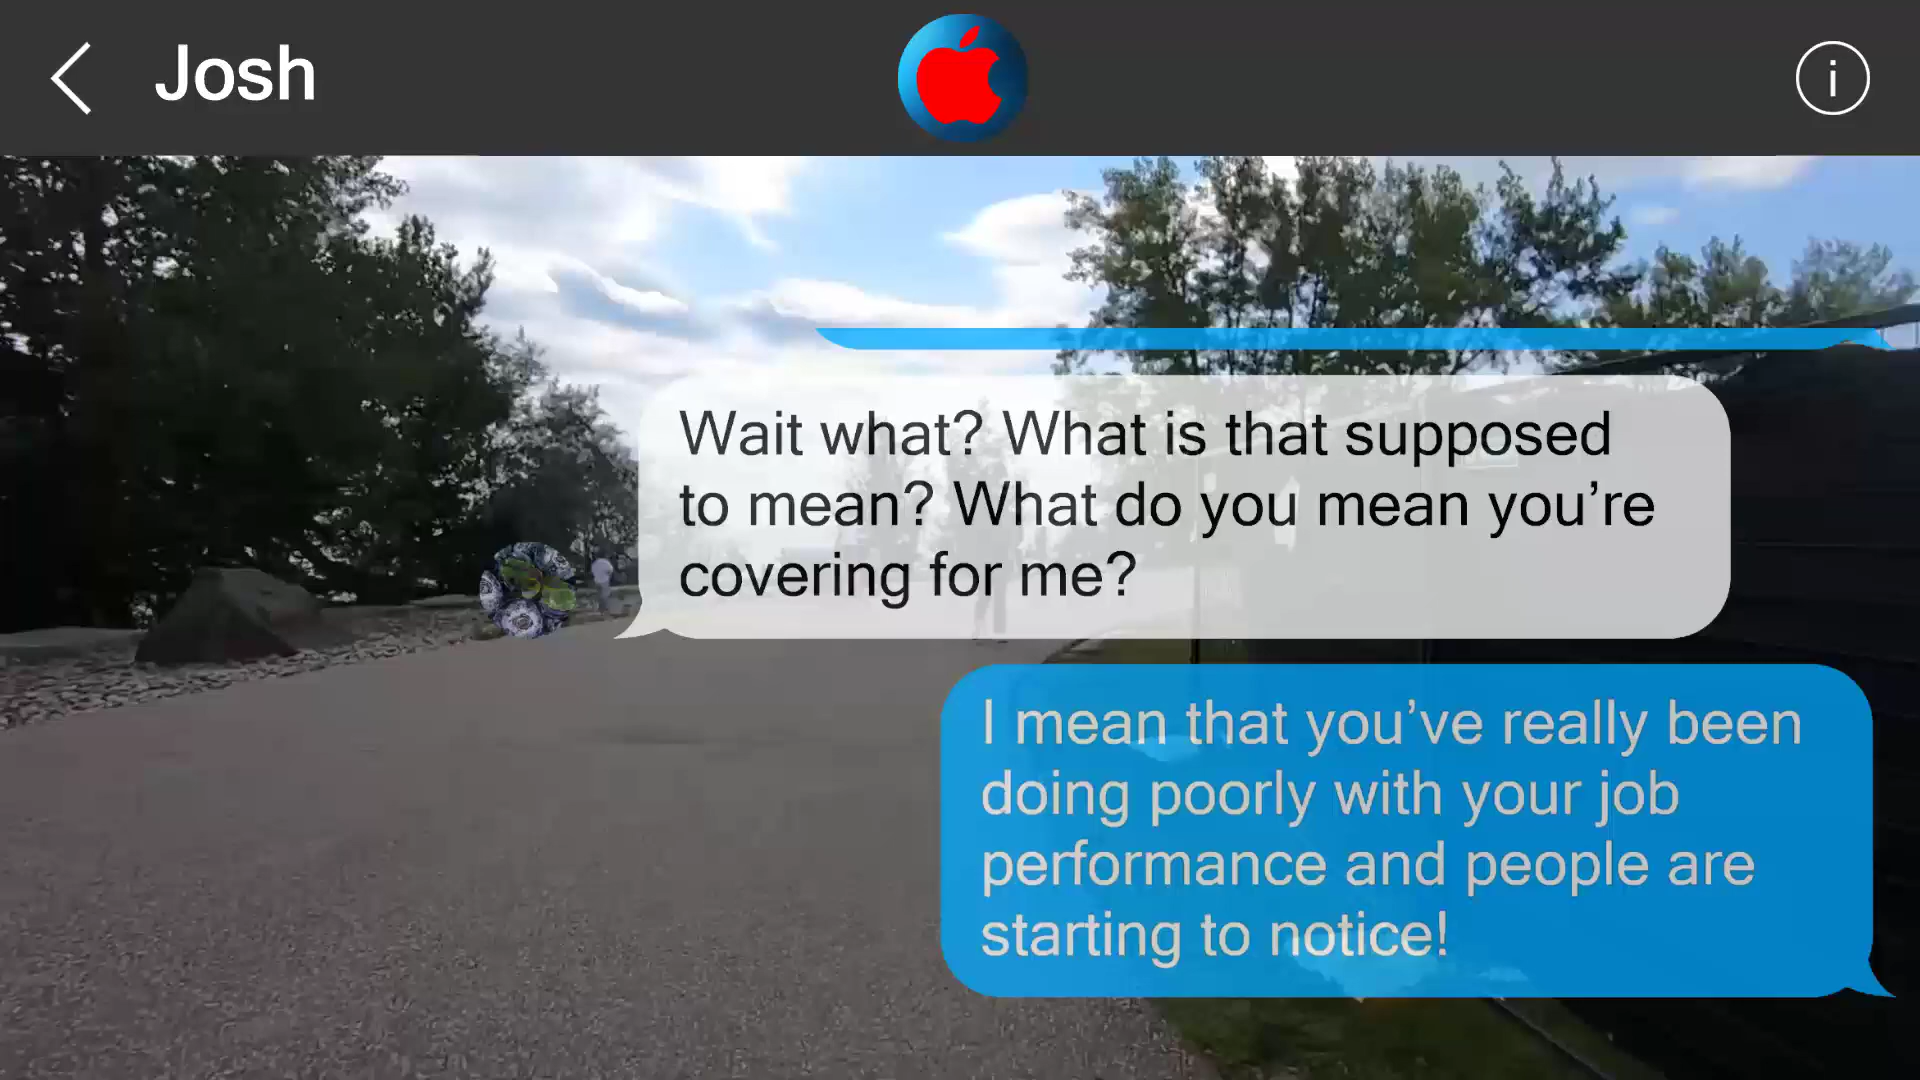 Josh
i
Wait what? What is that supposed
to mean? What do you mean you’re
covering for me?
I mean that you’ve really been
doing poorly with your job
performance and people are
starting to notice!